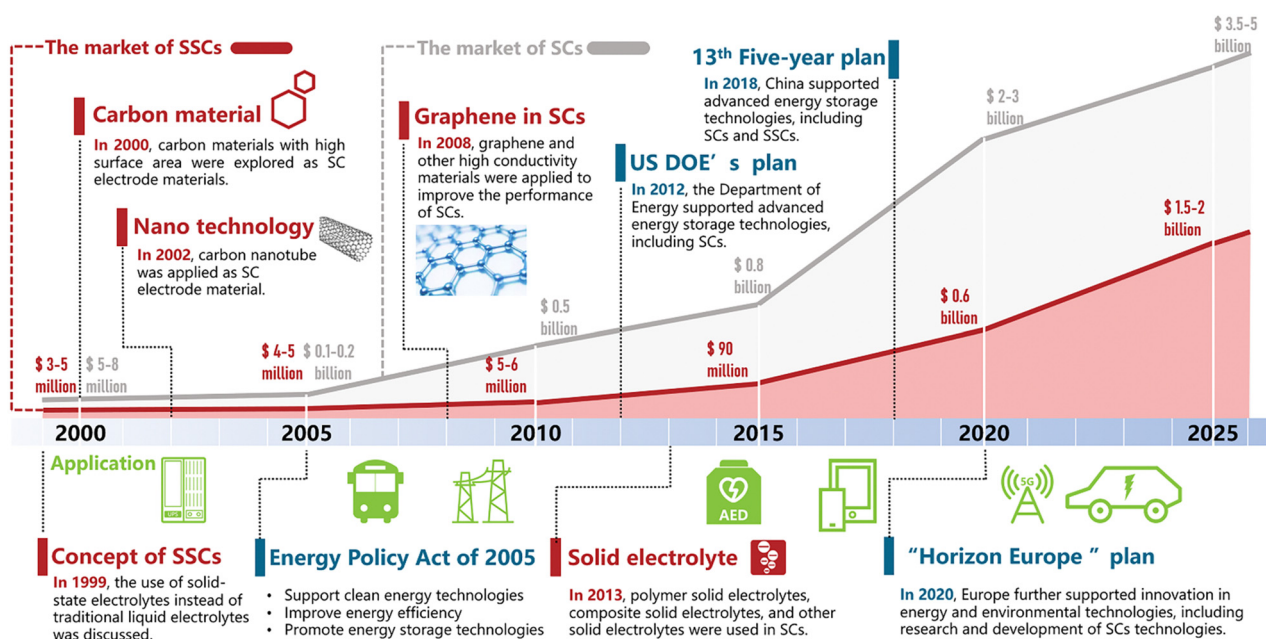 The market of SSCs
The market of SCs
Carbon material
In 2000, carbon materials with high
surface area were explored as SC
electrode materials.
Nano technology
In 2002, carbon nanotube
was applied as SC
electrode material.
Graphene in SCs
In 2008, graphene and
other high conductivity
materials were applied to
improve the performance
of SCs.
13th Five-year plan
In 2018, China supported
advanced energy storage
technologies, including
SCs and SSCs.
US DOE’ s plan
In 2012, the Department of
Energy supported advanced
energy storage technologies,
including SCs.
$ 3-5
million
$ 5-8
million
$ 4-5
million
$ 0.1-0.2
billion
$ 5-6
million
$ 0.5
billion
$ 90
million
$ 0.8
billion
$ 0.6
billion
$ 2-3
billion
$ 1.5-2
billion
$ 3.5-5
billion
2000
2005
2010
2015
2020
2025
Application
UPS
AED
5G
Concept of SSCs
In 1999, the use of solid-
state electrolytes instead of
traditional liquid electrolytes
was discussed.
Energy Policy Act of 2005
• Support clean energy technologies
• Improve energy efficiency
• Promote energy storage technologies
Solid electrolyte
In 2013, polymer solid electrolytes,
composite solid electrolytes, and other
solid electrolytes were used in SCs.
“Horizon Europe ” plan
In 2020, Europe further supported innovation in
energy and environmental technologies, including
research and development of SCs technologies.